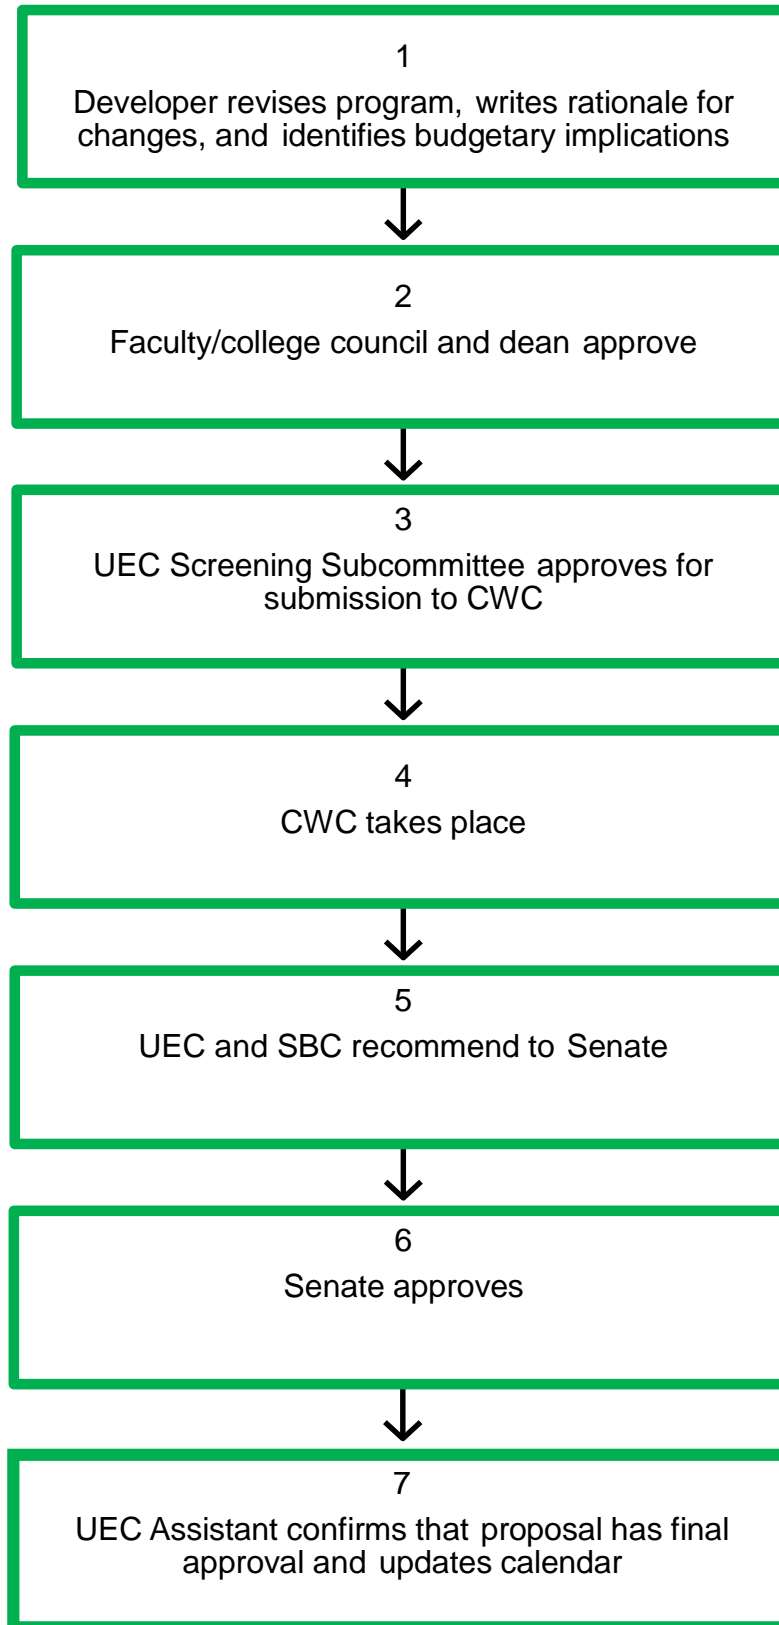 1
Developer revises program, writes rationale for
changes, and identifies budgetary implications
2
Faculty/college council and dean approve
3
UEC Screening Subcommittee approves for
submission to CWC
4
CWC takes place
5
UEC and SBC recommend to Senate
6
Senate approves
7
UEC Assistant confirms that proposal has final
approval and updates calendar